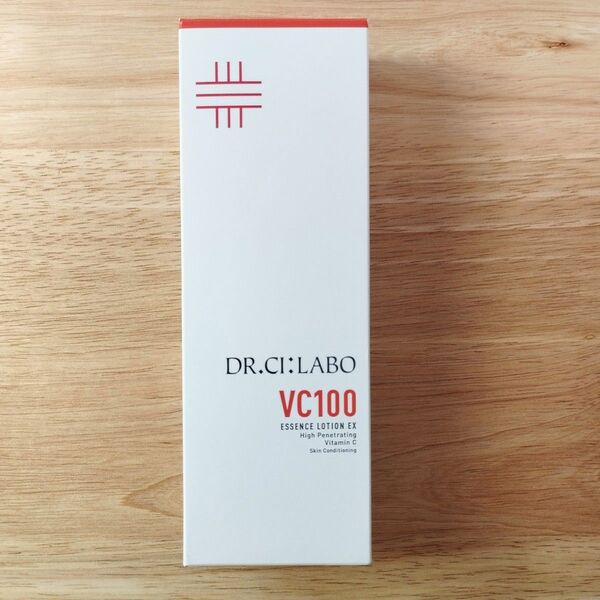 DR.CI:LABO
VC100
ESSENCE LOTION EX
High Penetrating
Vitamin C
Skin Conditioning